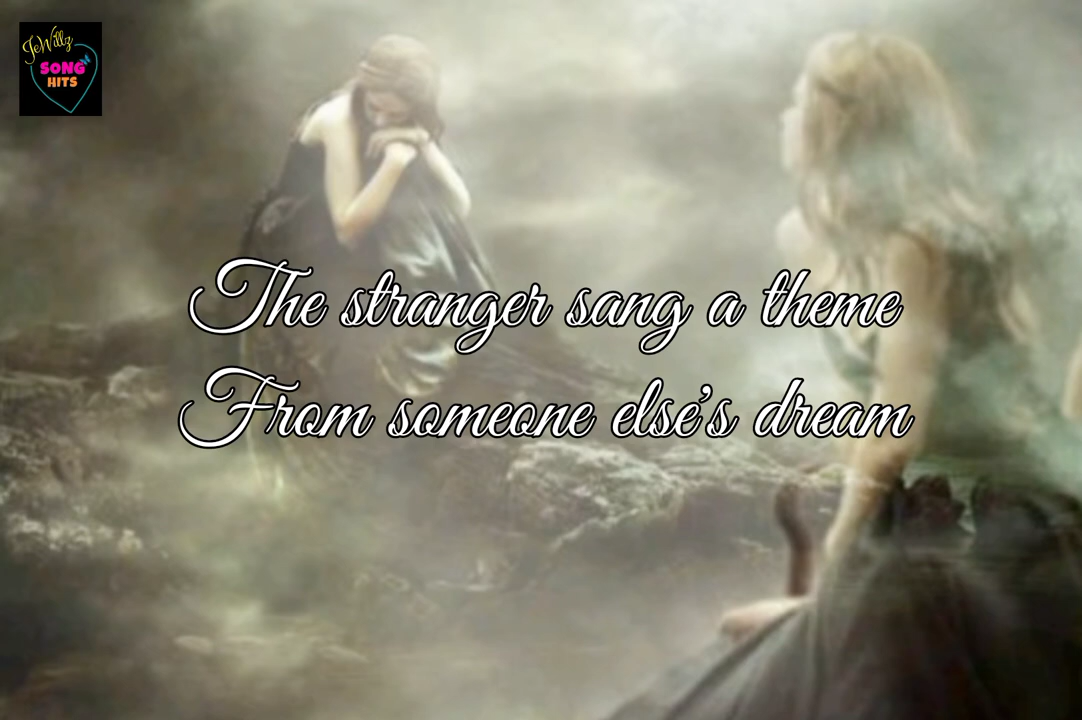 JeWillz
SONG
HITS
The stranger sang a theme
From someone else's dream